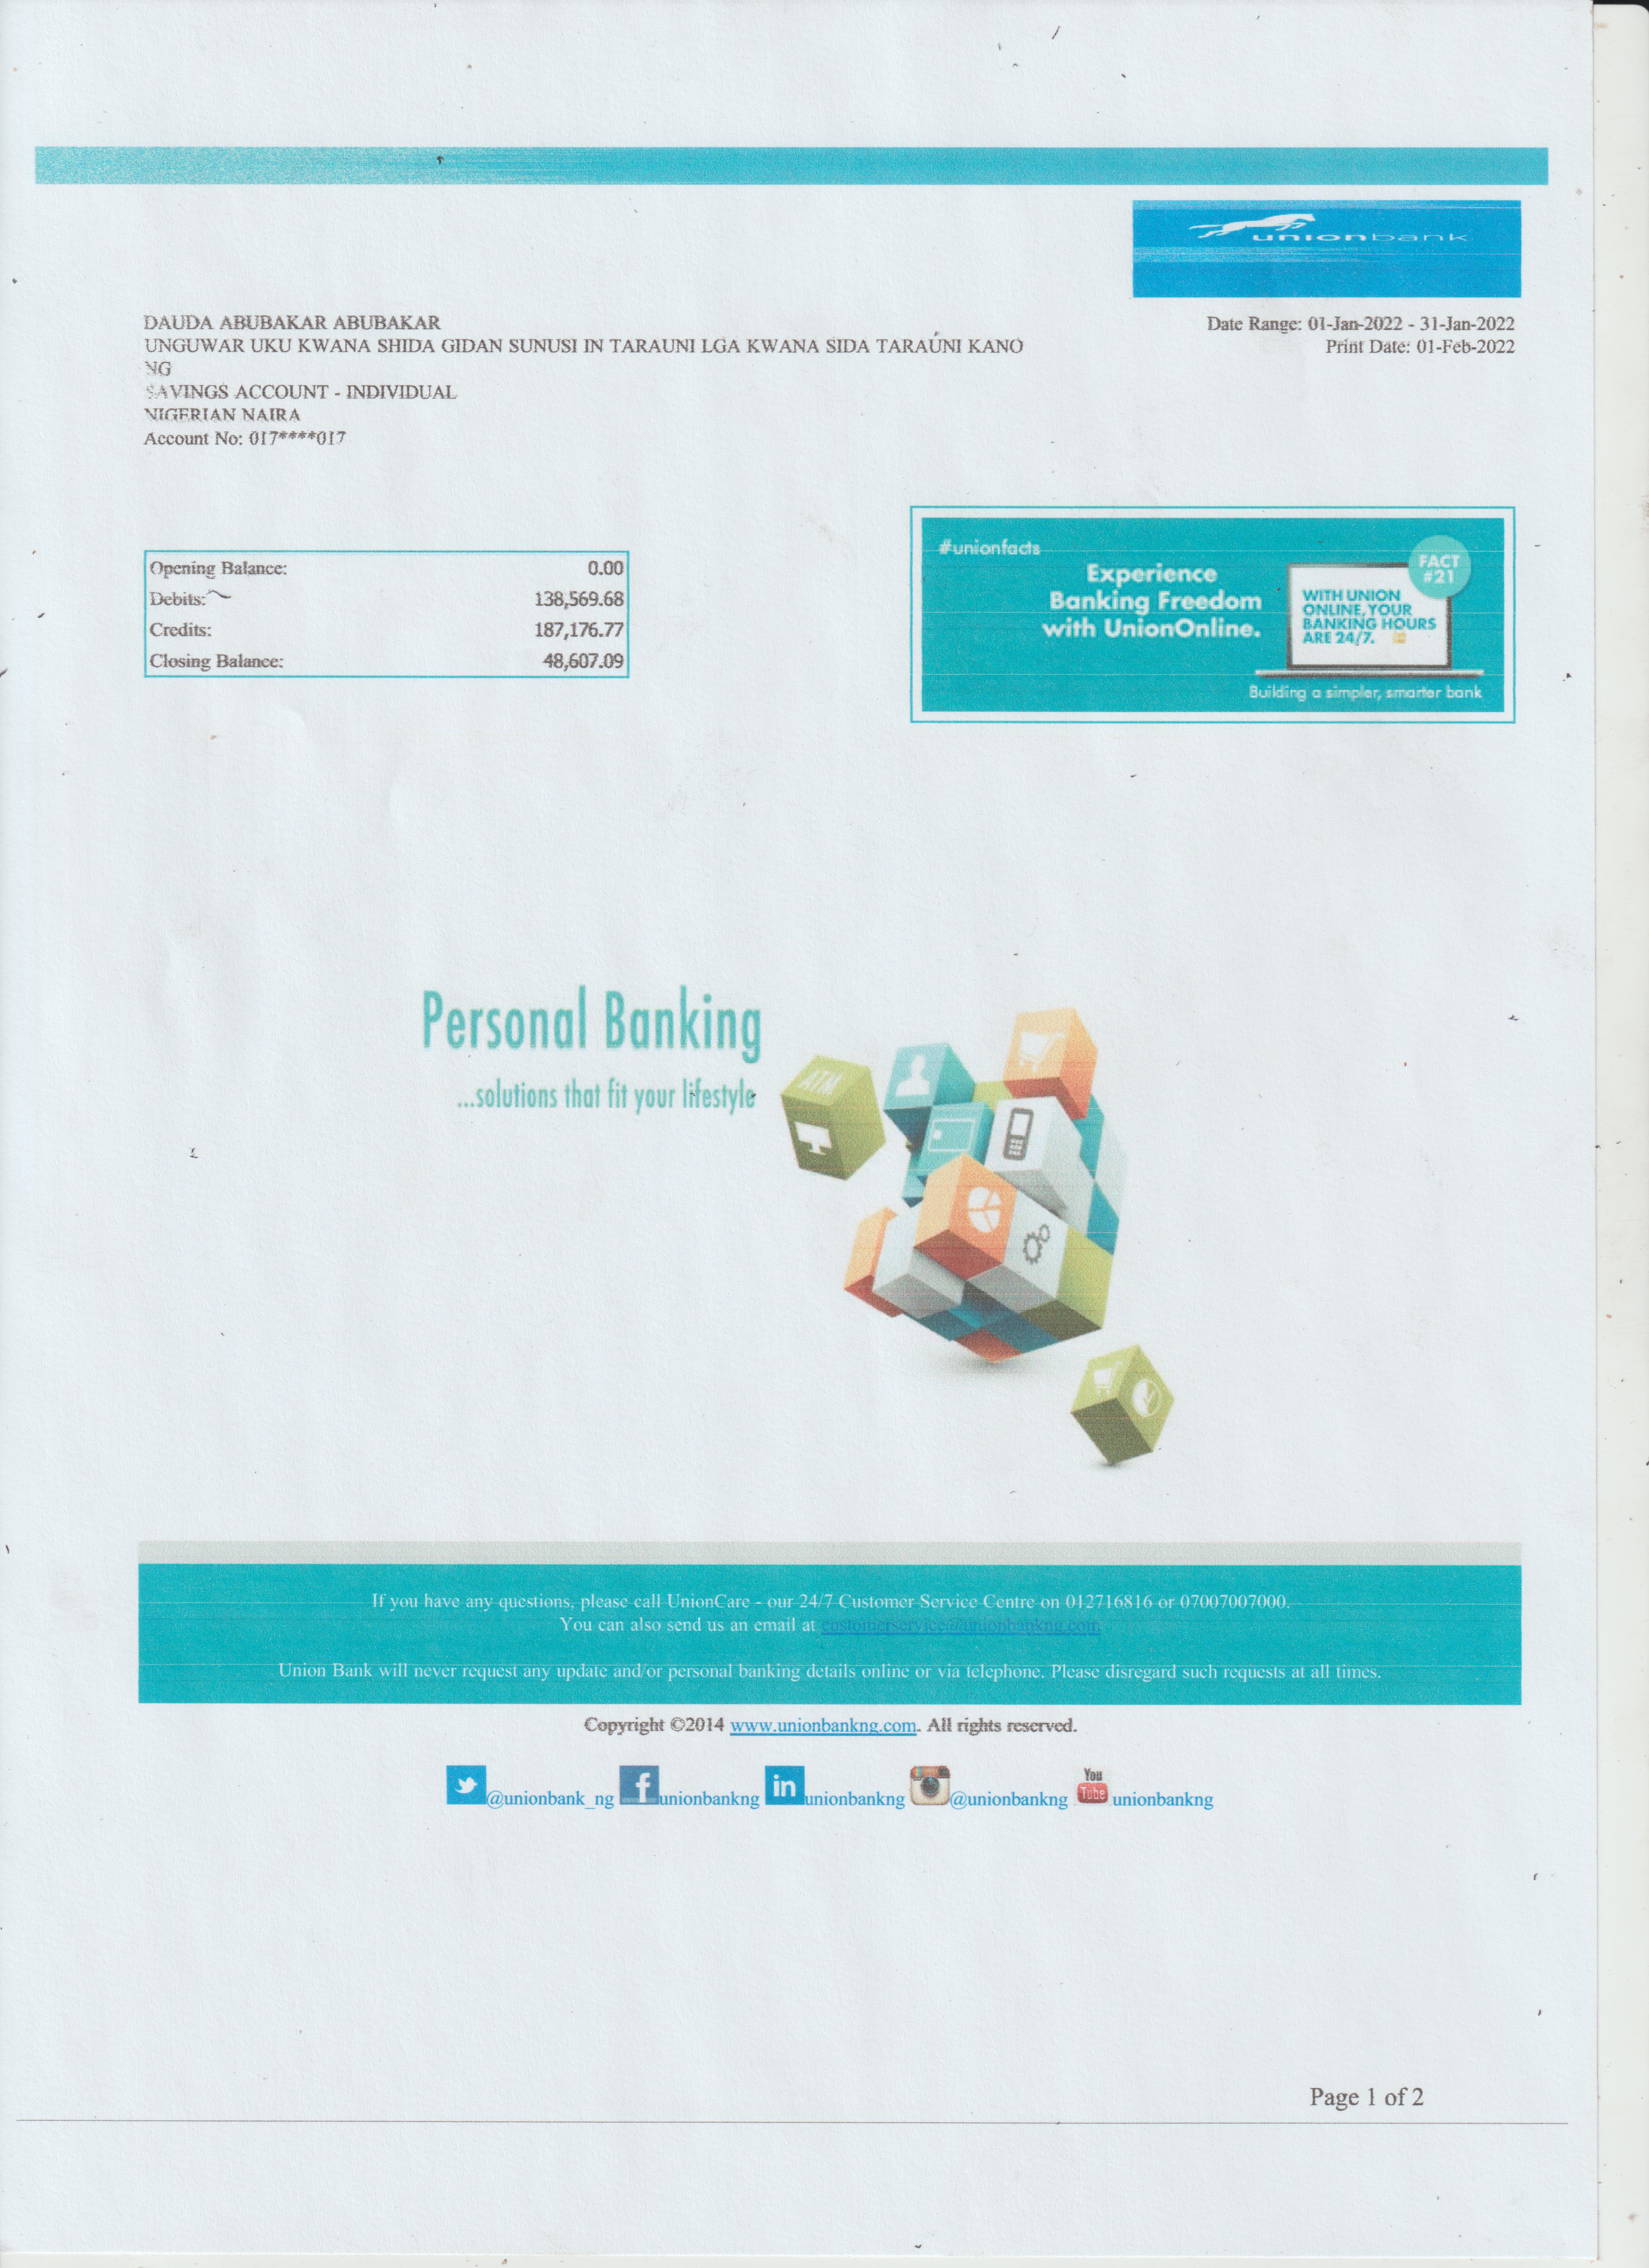 unionbank
DAUDA ABUBAKAR ABUBAKAR
UNGUWAR UKU KWANA SHIDA GIDAN SUNUSI IN TARAUNI LGA KWANA SIDA TARAUNI KANO
NG
SAVINGS ACCOUNT - INDIVIDUAL
NIGERIAN NAIRA
Account No: 017****017
Date Range: 01-Jan-2022 - 31-Jan-2022
Print Date: 01-Feb-2022
Opening Balance: 0.00
Debits: 138,569.68
Credits: 187,176.77
Closing Balance: 48,607.09
#unionfacts
Experience
Banking Freedom
with UnionOnline.
FACT
#21
WITH UNION
ONLINE, YOUR
BANKING HOURS
ARE 24/7.
Building a simpler, smarter bank
Personal Banking
...solutions that fit your lifestyle
ATM
If you have any questions, please call UnionCare - our 24/7 Customer Service Centre on 012716816 or 07007007000.
You can also send us an email at customerservice@unionbankng.com
Union Bank will never request any update and/or personal banking details online or via telephone. Please disregard such requests at all times.
Copyright ©2014 www.unionbankng.com. All rights reserved.
@unionbank_ng f unionbankng in unionbankng @unionbankng You Tube unionbankng
Page 1 of 2